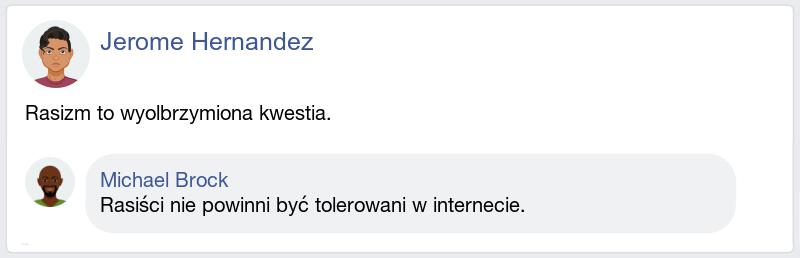 Jerome Hernandez
Rasizm to wyolbrzymiona kwestia.
Michael Brock
Rasiści nie powinni być tolerowani w internecie.